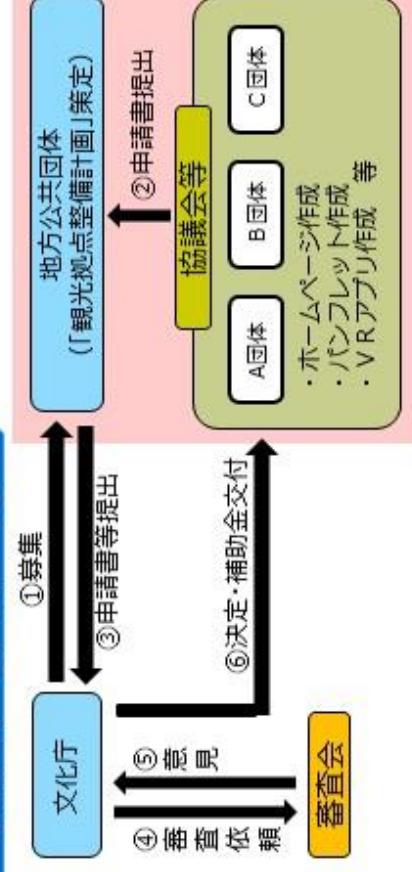 文化庁
①募集
③申請書等提出
地方公共団体
(「観光拠点整備計画」策定)
②申請書提出
協議会等
A団体
B団体
C団体
・ホームページ作成
・パンフレット作成
・VRアプリ作成 等
④審査依頼
⑤意見
審査会
⑥決定・補助金交付